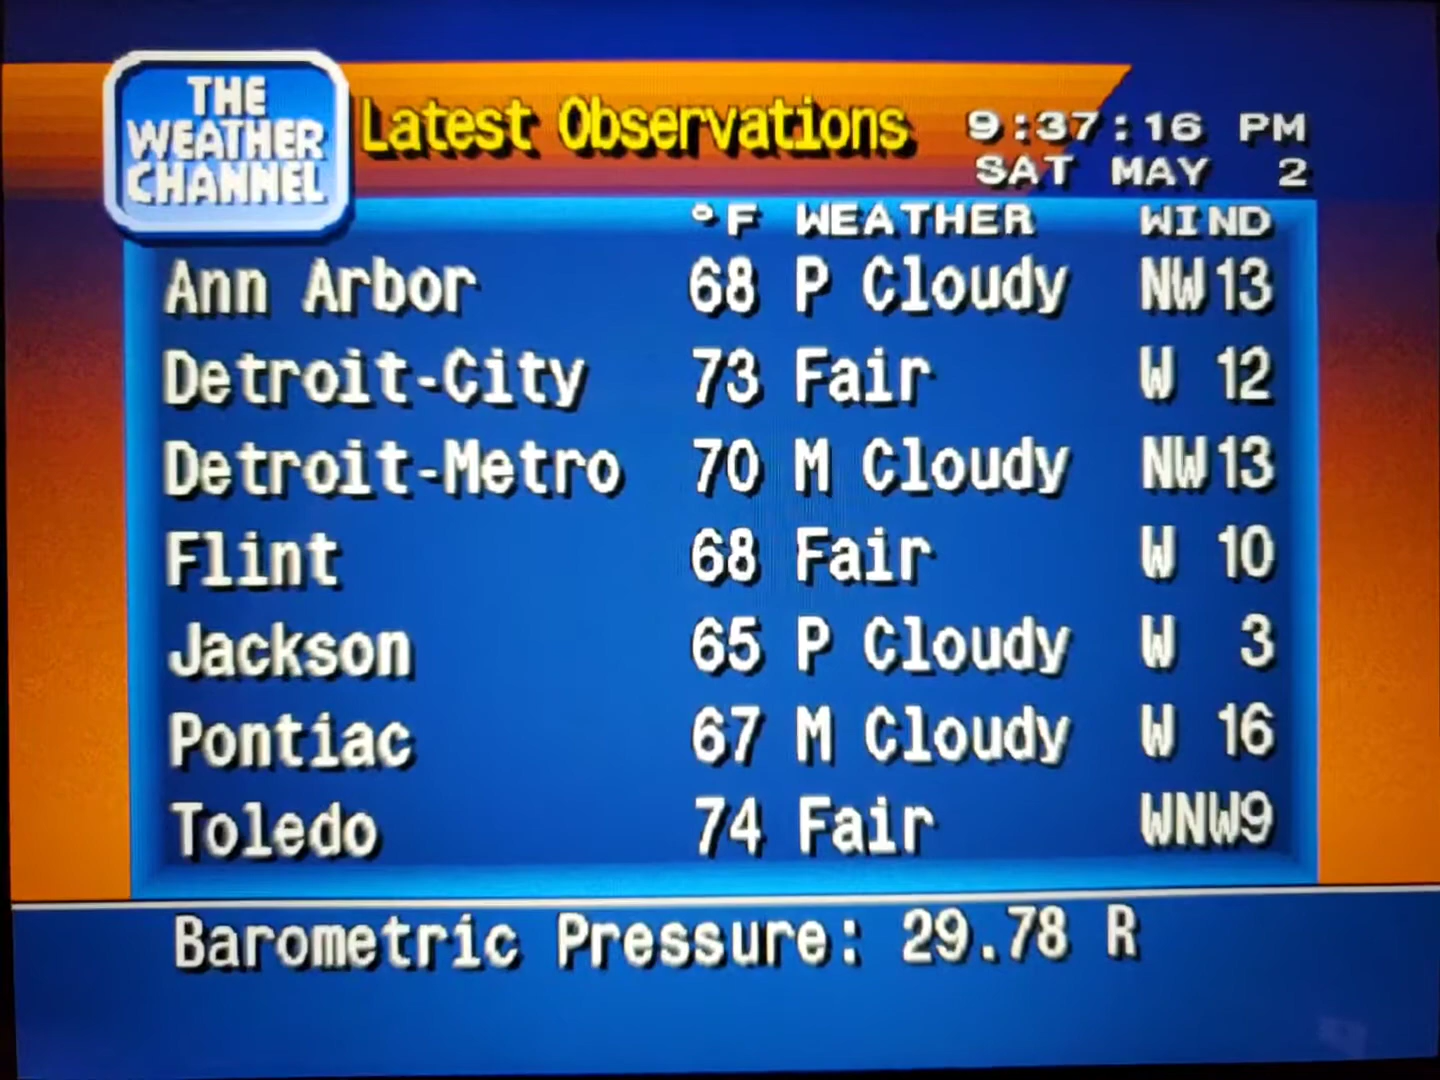 THE
WEATHER
CHANNEL
Latest Observations
9:37:16 PM
SAT MAY 2
°F WEATHER WIND
Ann Arbor 68 P Cloudy NW13
Detroit-City 73 Fair W 12
Detroit-Metro 70 M Cloudy NW13
Flint 68 Fair W 10
Jackson 65 P Cloudy W 3
Pontiac 67 M Cloudy W 16
Toledo 74 Fair WNW9
Barometric Pressure: 29.78 R